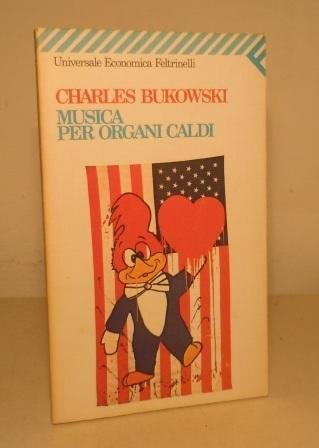 Universale Economica Feltrinelli
CHARLES BUKOWSKI
MUSICA
PER ORGANI CALDI